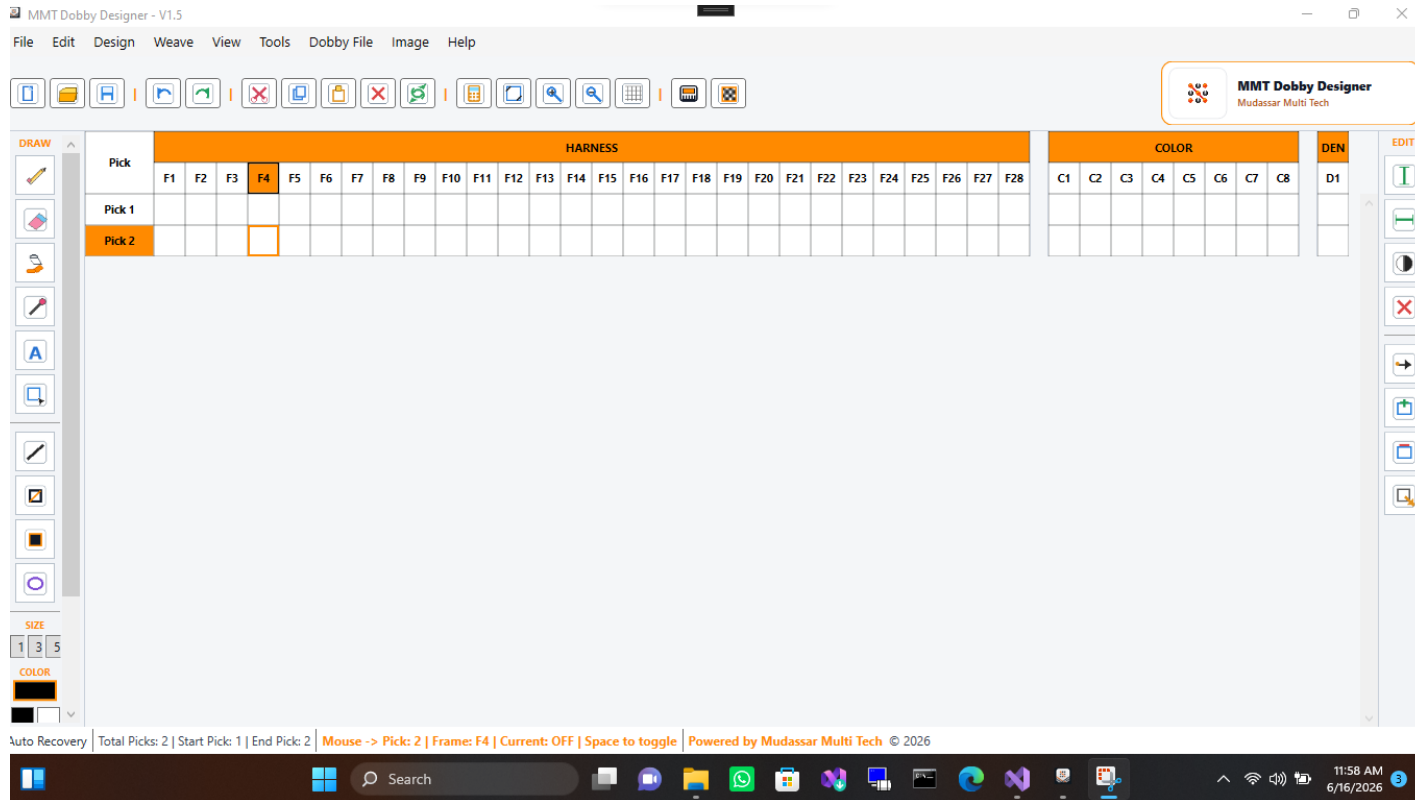 MMT Dobby Designer - V1.5
File Edit Design Weave View Tools Dobby File Image Help
MMT Dobby Designer
Mudassar Multi Tech
DRAW
Pick HARNESS COLOR DEN
EDIT
F1 F2 F3 F4 F5 F6 F7 F8 F9 F10 F11 F12 F13 F14 F15 F16 F17 F18 F19 F20 F21 F22 F23 F24 F25 F26 F27 F28 C1 C2 C3 C4 C5 C6 C7 C8 D1
Pick 1
Pick 2
A
SIZE
1 3 5
COLOR
Auto Recovery Total Picks: 2 | Start Pick: 1 | End Pick: 2 Mouse -> Pick: 2 | Frame: F4 | Current: OFF | Space to toggle Powered by Mudassar Multi Tech © 2026
Search
11:58 AM
6/16/2026
3